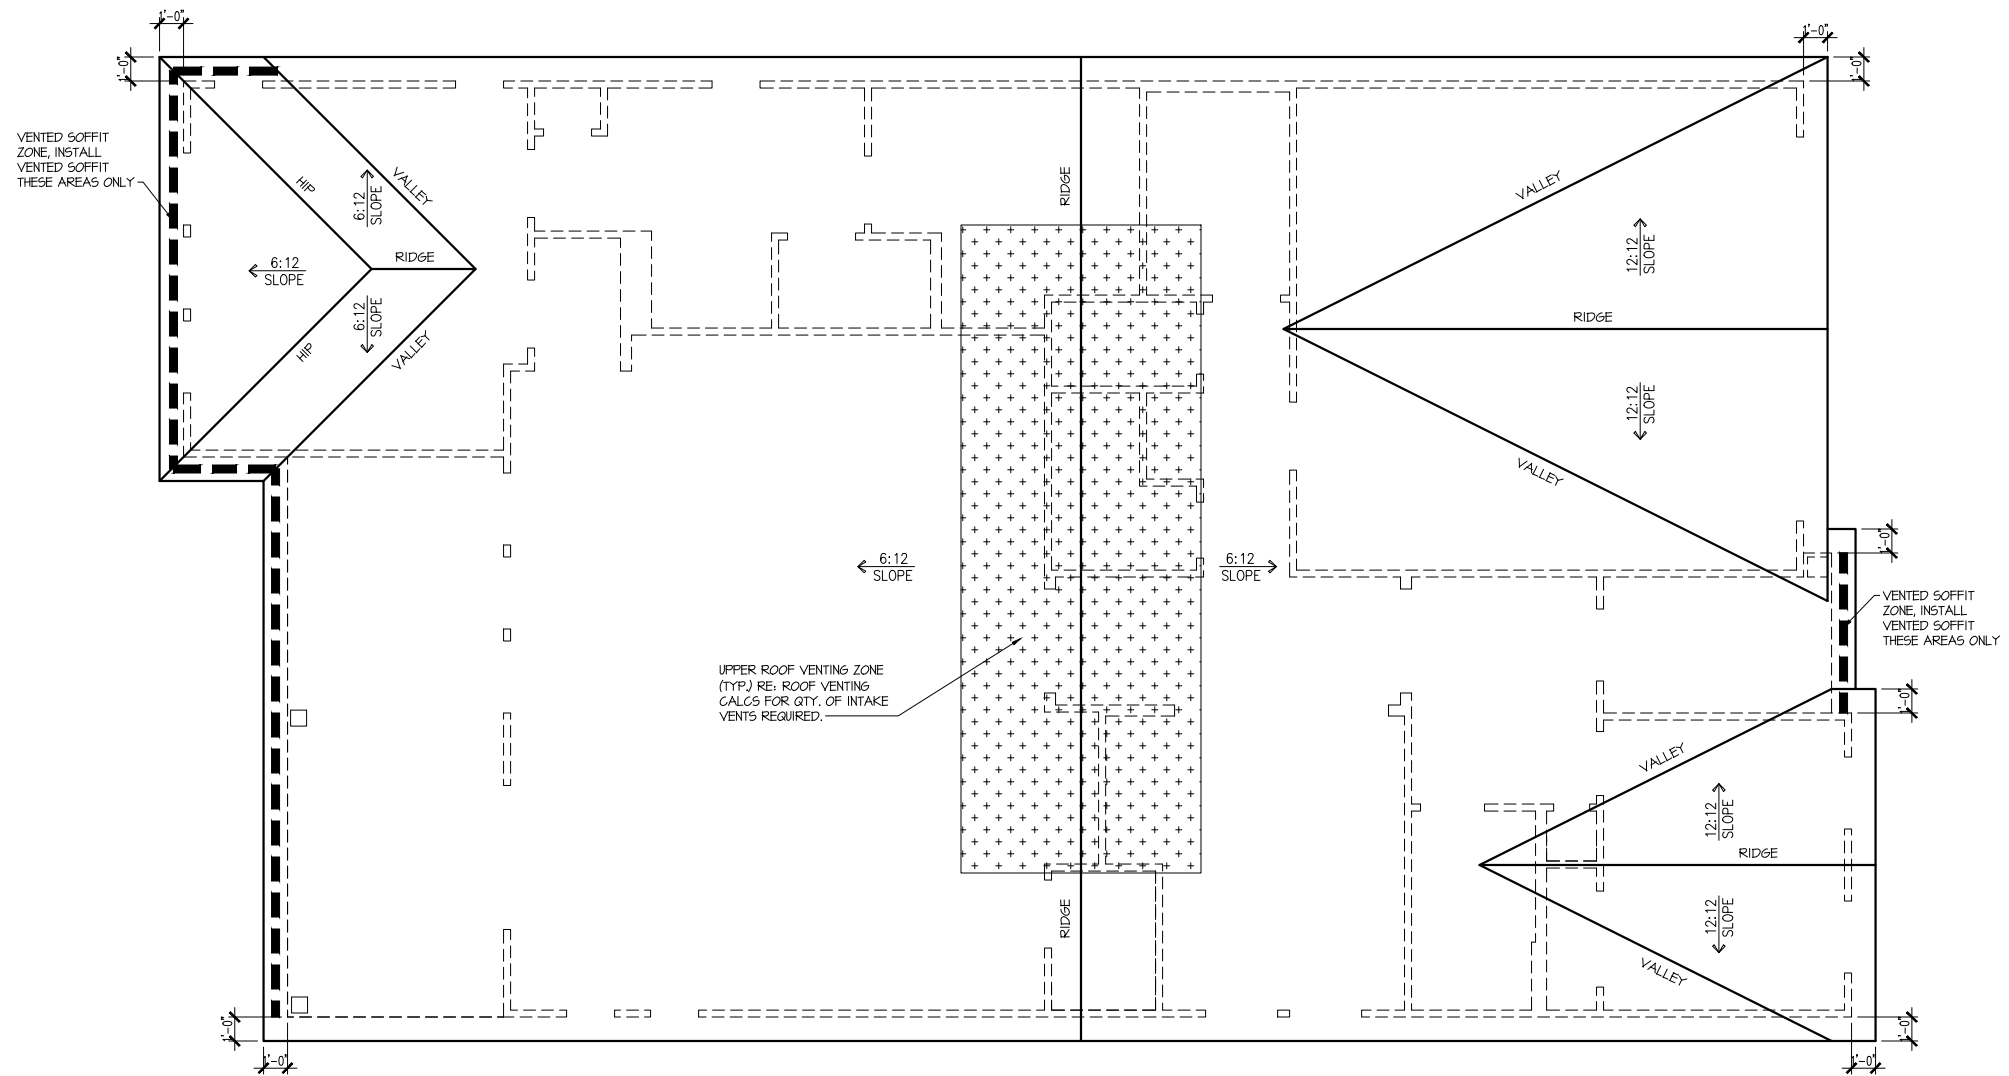 1'-0"
1'-0"
1'-0"
1'-0"
VENTED SOFFIT
ZONE, INSTALL
VENTED SOFFIT
THESE AREAS ONLY
HIP
6:12
SLOPE
VALLEY
RIDGE
VALLEY
12:12
SLOPE
6:12
SLOPE
RIDGE
6:12
SLOPE
HIP
VALLEY
RIDGE
12:12
SLOPE
VALLEY
1'-0"
6:12
SLOPE
6:12
SLOPE
VENTED SOFFIT
ZONE, INSTALL
VENTED SOFFIT
THESE AREAS ONLY
UPPER ROOF VENTING ZONE
(TYP.) RE: ROOF VENTING
CALCS FOR QTY. OF INTAKE
VENTS REQUIRED.
1'-0"
VALLEY
12:12
SLOPE
RIDGE
RIDGE
12:12
SLOPE
VALLEY
1'-0"
1'-0"
1'-0"
1'-0"